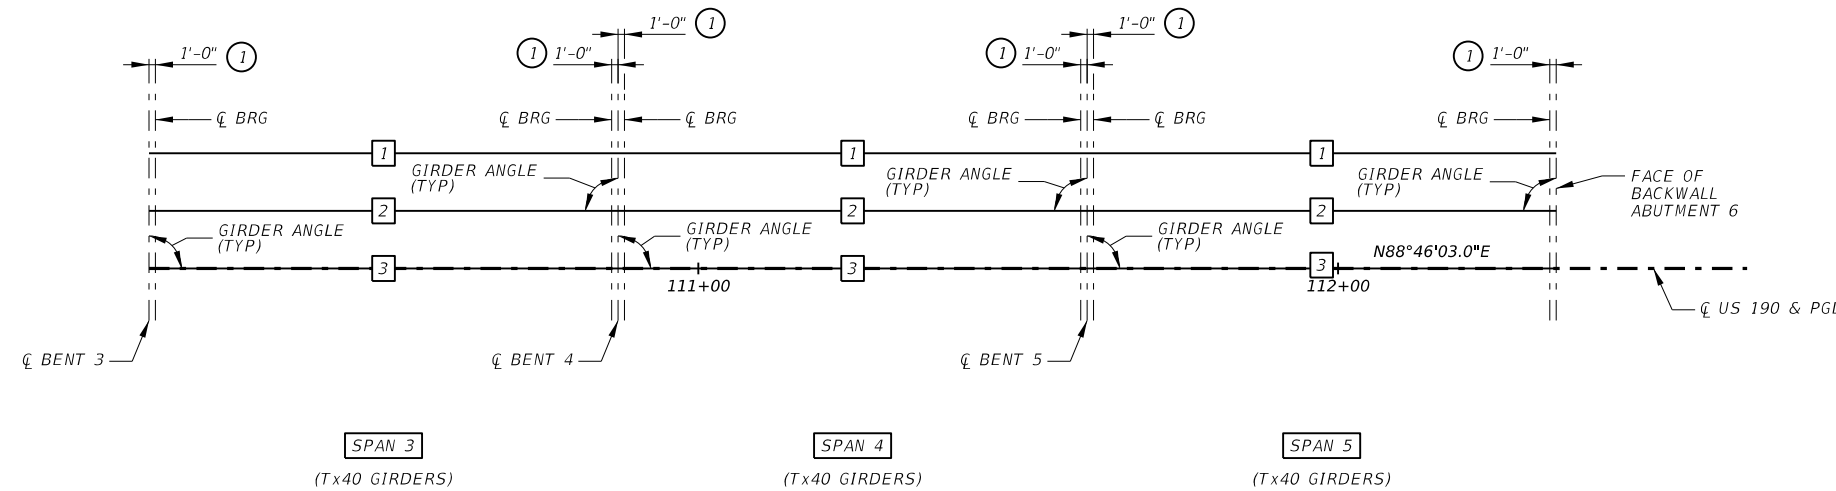 1'-0" 1
1 1'-0"
1'-0" 1
1 1'-0"
1'-0" 1
1 1'-0"
℄ BRG
℄ BRG
℄ BRG
℄ BRG
℄ BRG
℄ BRG
1
1
1
GIRDER ANGLE
(TYP)
GIRDER ANGLE
(TYP)
GIRDER ANGLE
(TYP)
FACE OF
BACKWALL
ABUTMENT 6
2
2
2
GIRDER ANGLE
(TYP)
GIRDER ANGLE
(TYP)
GIRDER ANGLE
(TYP)
N88°46'03.0"E
3
3
3
111+00
112+00
℄ US 190 & PGL
℄ BENT 3
℄ BENT 4
℄ BENT 5
SPAN 3
(Tx40 GIRDERS)
SPAN 4
(Tx40 GIRDERS)
SPAN 5
(Tx40 GIRDERS)